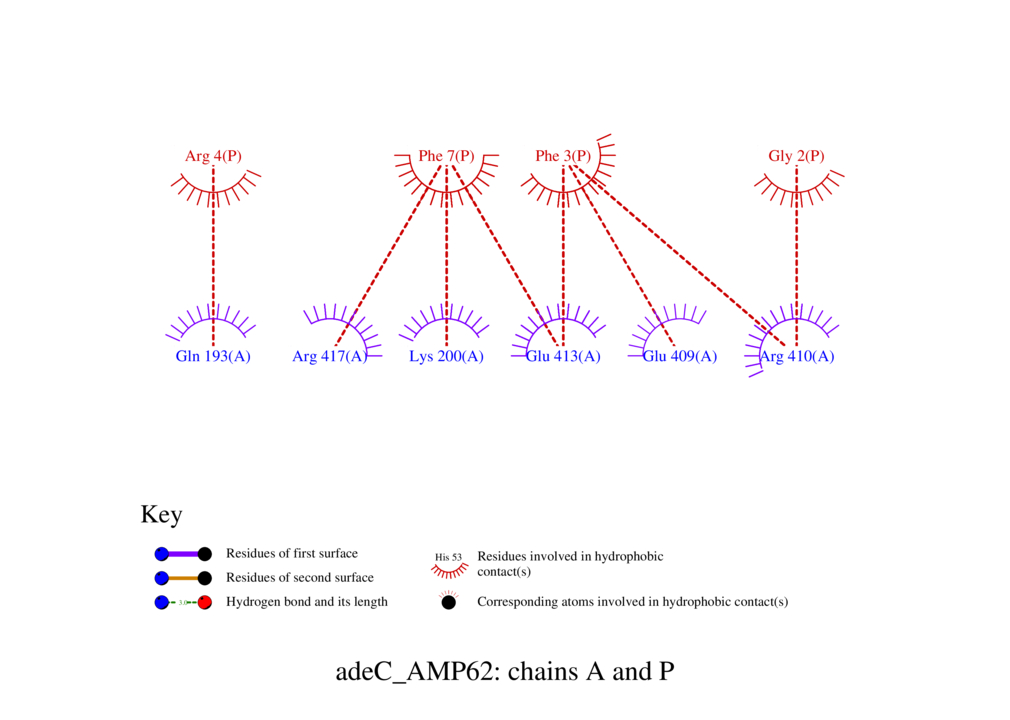 Arg 4(P) Phe 7(P) Phe 3(P) Gly 2(P)
Gln 193(A) Arg 417(A) Lys 200(A) Glu 413(A) Glu 409(A) Arg 410(A)
Key
Residues of first surface
Residues of second surface
3.0
Hydrogen bond and its length
His 53
Residues involved in hydrophobic
contact(s)
Corresponding atoms involved in hydrophobic contact(s)
adeC_AMP62: chains A and P